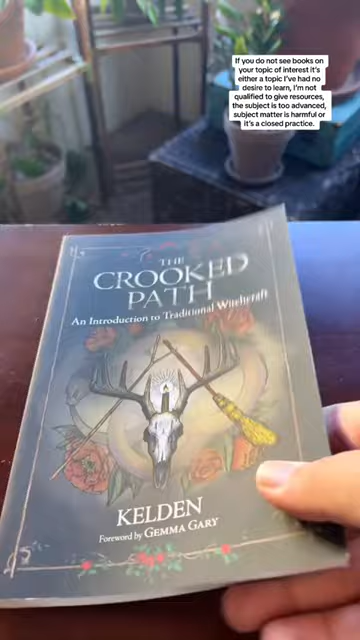 If you do not see books on
your topic of interest it's
either a topic I've had no
desire to learn, I'm not
qualified to give resources,
the subject is too advanced,
subject matter is harmful or
it's a closed practice.
THE
CROOKED
PATH
An Introduction to Traditional Witchcraft
KELDEN
Foreword by GEMMA GARY